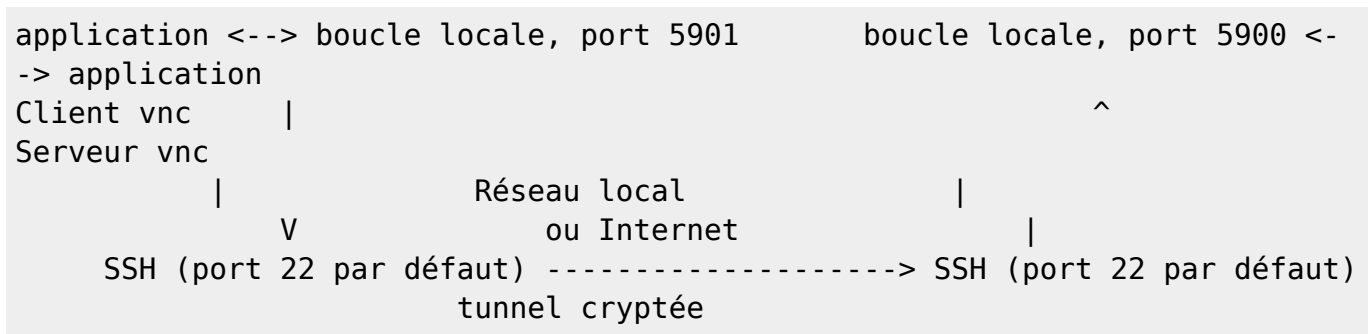 application <--> boucle locale, port 5901       boucle locale, port 5900 <-
-> application
Client vnc     |                                             ^
Serveur vnc
           |              Réseau local               |
               V              ou Internet                |
     SSH (port 22 par défaut) --------------------> SSH (port 22 par défaut)
                         tunnel cryptée